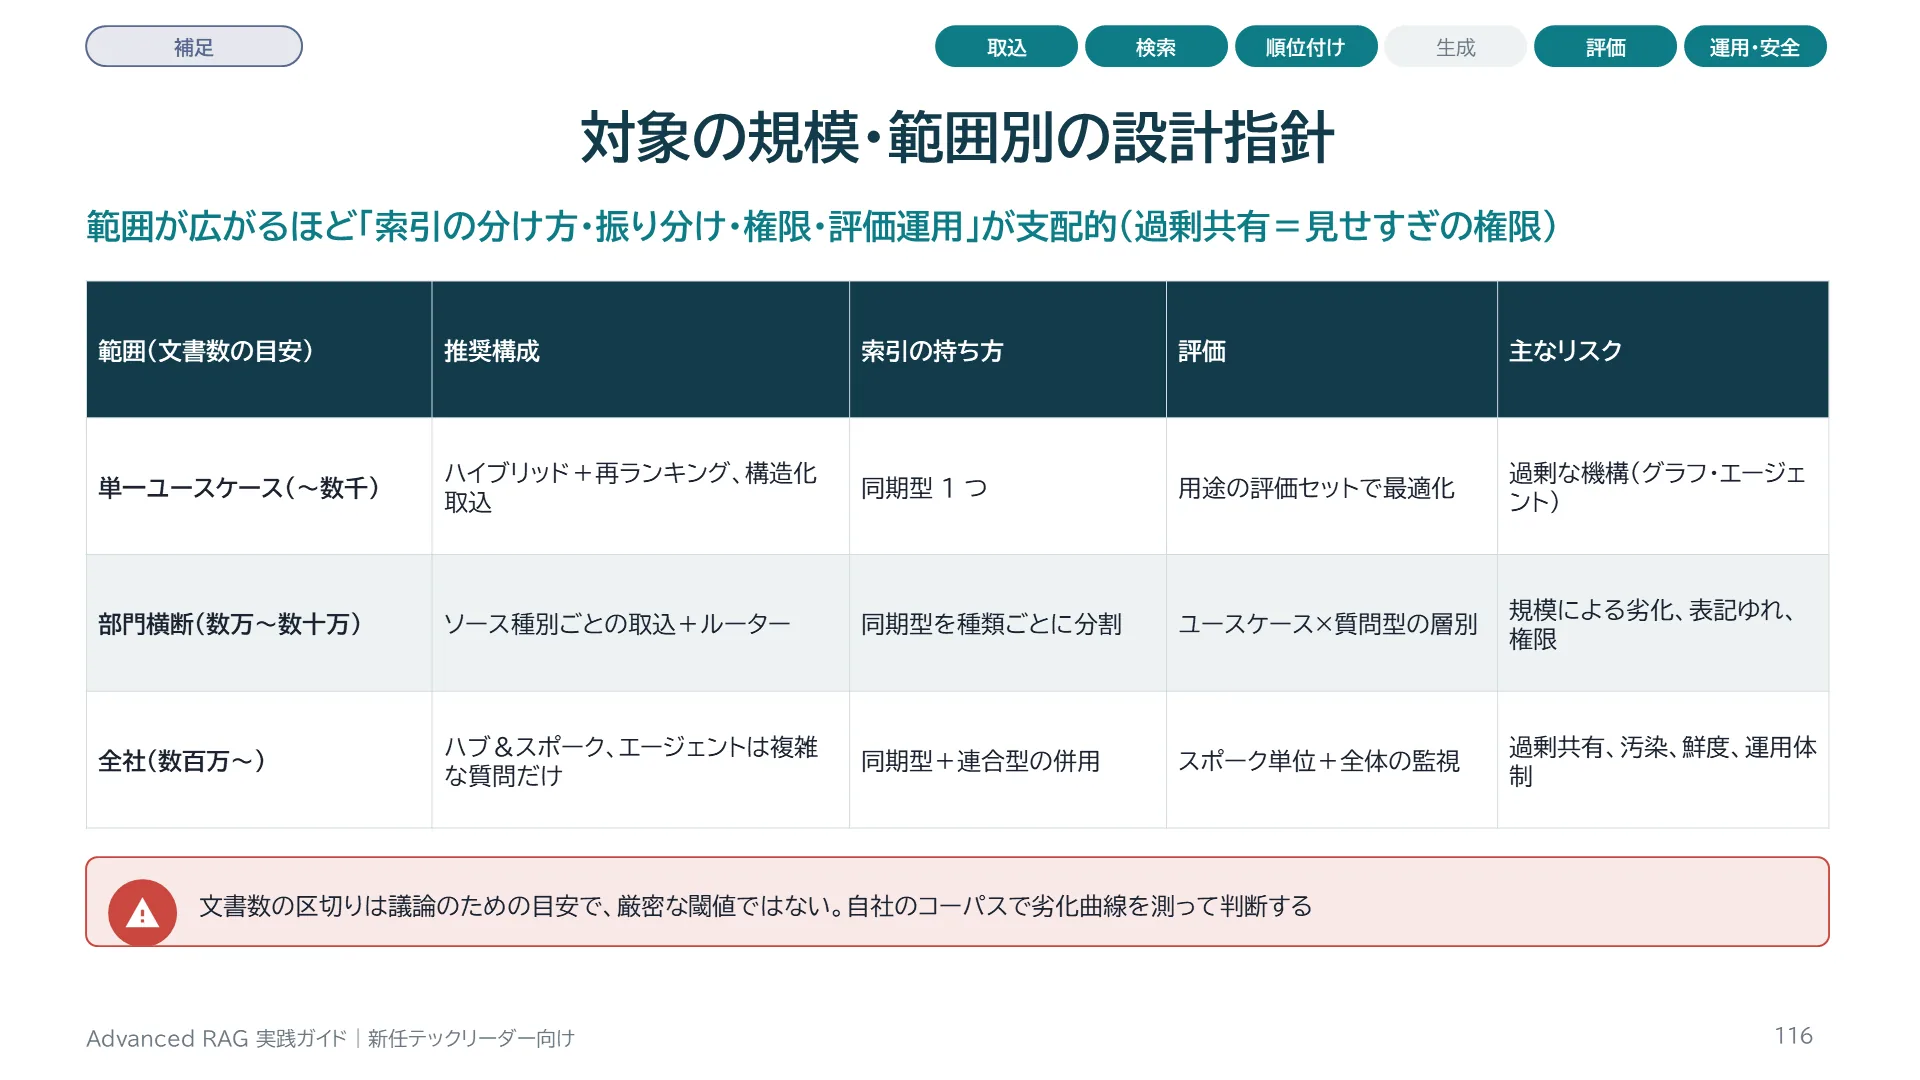 補足
取込
検索
順位付け
生成
評価
運用・安全
対象の規模・範囲別の設計指針
範囲が広がるほど「索引の分け方・振り分け・権限・評価運用」が支配的（過剰共有＝見せすぎの権限）
範囲（文書数の目安）
推奨構成
索引の持ち方
評価
主なリスク
単一ユースケース（～数千）
ハイブリッド＋再ランキング、構造化
取込
同期型 1 つ
用途の評価セットで最適化
過剰な機構（グラフ・エージェ
ント）
部門横断（数万～数十万）
ソース種別ごとの取込＋ルーター
同期型を種類ごとに分割
ユースケース×質問型の層別
規模による劣化、表記ゆれ、
権限
全社（数百万～）
ハブ＆スポーク、エージェントは複雑
な質問だけ
同期型＋連合型の併用
スポーク単位＋全体の監視
過剰共有、汚染、鮮度、運用体
制
文書数の区切りは議論のための目安で、厳密な閾値ではない。自社のコーパスで劣化曲線を測って判断する
Advanced RAG 実践ガイド｜新任テックリーダー向け
116